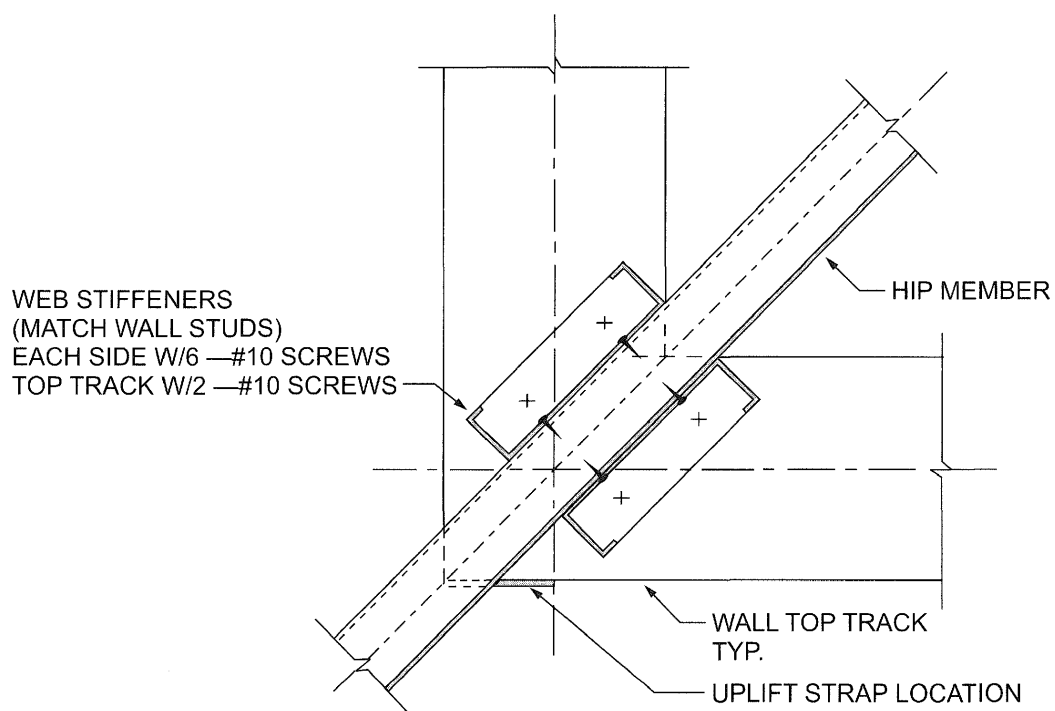 WEB STIFFENERS
(MATCH WALL STUDS)
EACH SIDE W/6 —#10 SCREWS
TOP TRACK W/2 —#10 SCREWS
HIP MEMBER
WALL TOP TRACK
TYP.
UPLIFT STRAP LOCATION